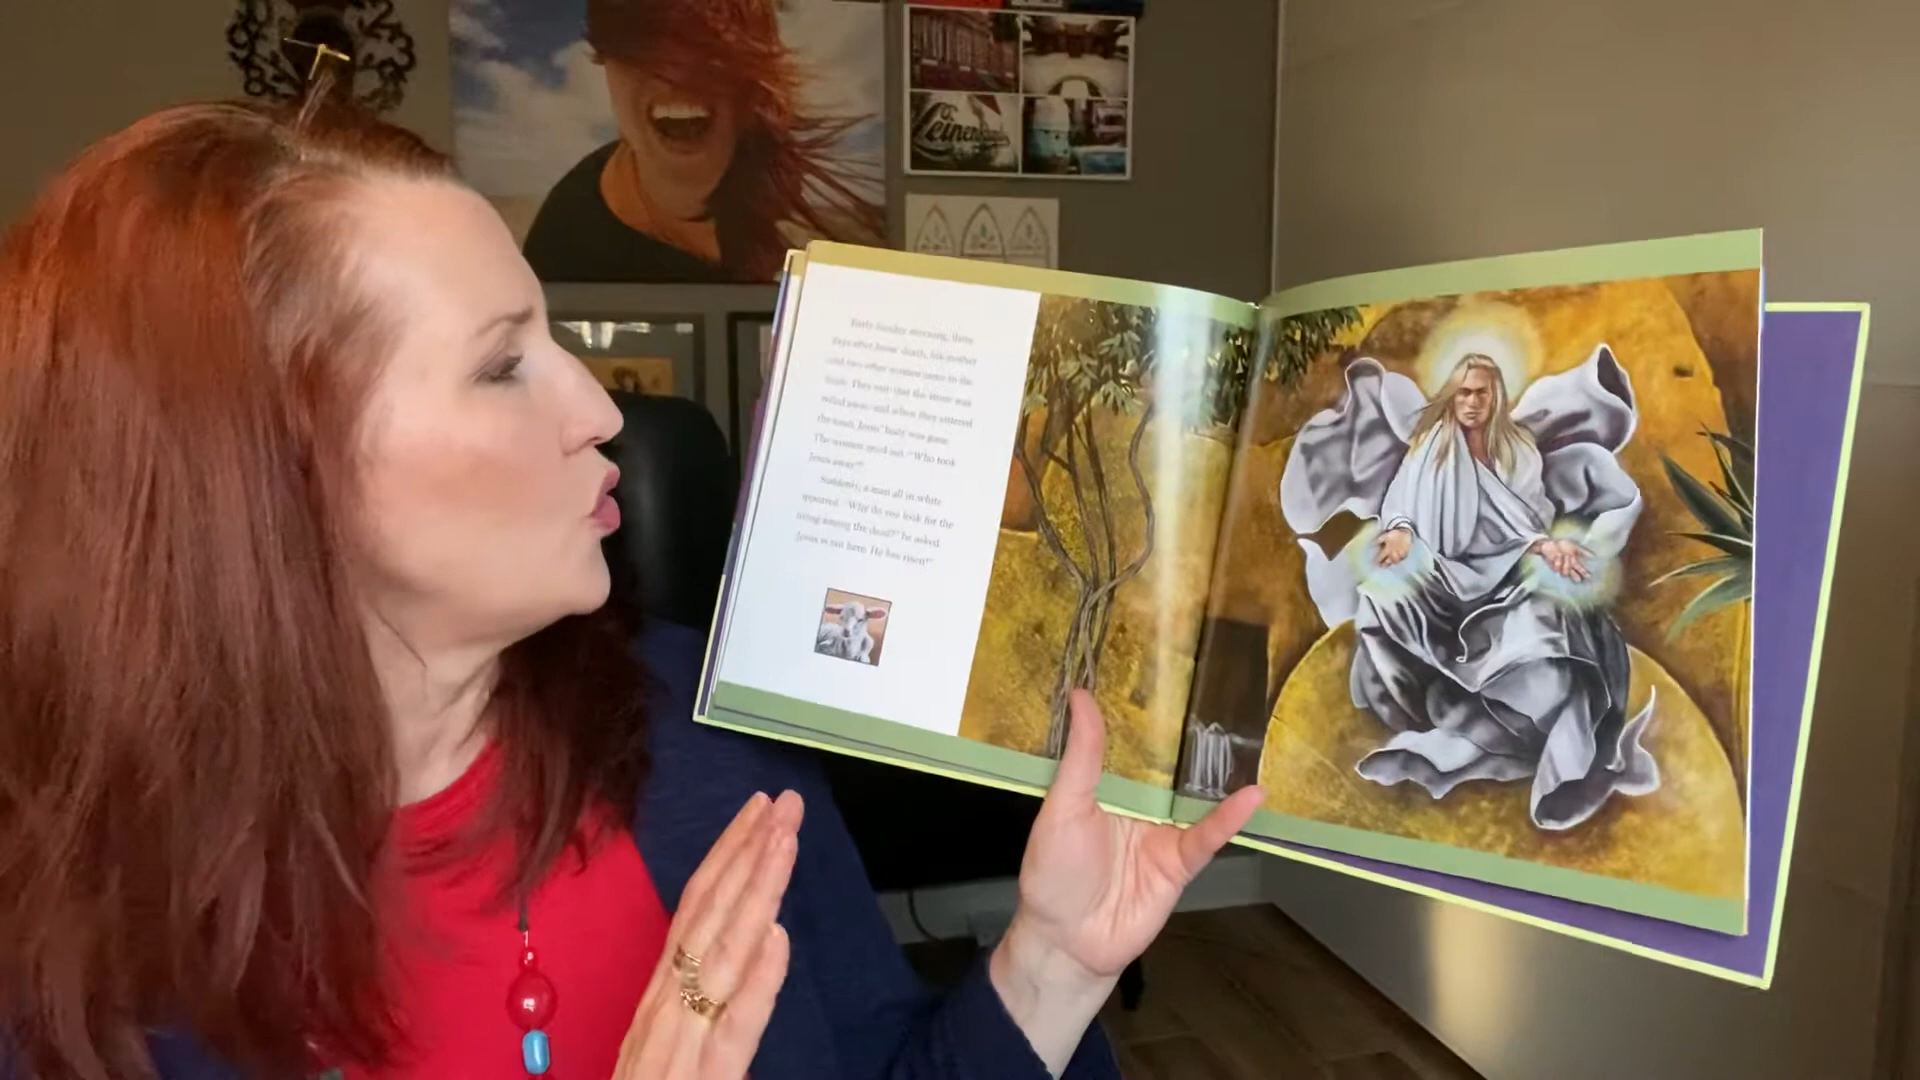 Leinenkugel's
Early Sunday morning, three
days after Jesus' death, his mother
and two other women came to the
tomb. They saw that the stone was
rolled away, and when they entered
the tomb, Jesus' body was gone.
The women cried out, "Who took
Jesus away?"
Suddenly, a man all in white
appeared. "Why do you look for the
living among the dead?" he asked.
Jesus is not here. He has risen!"